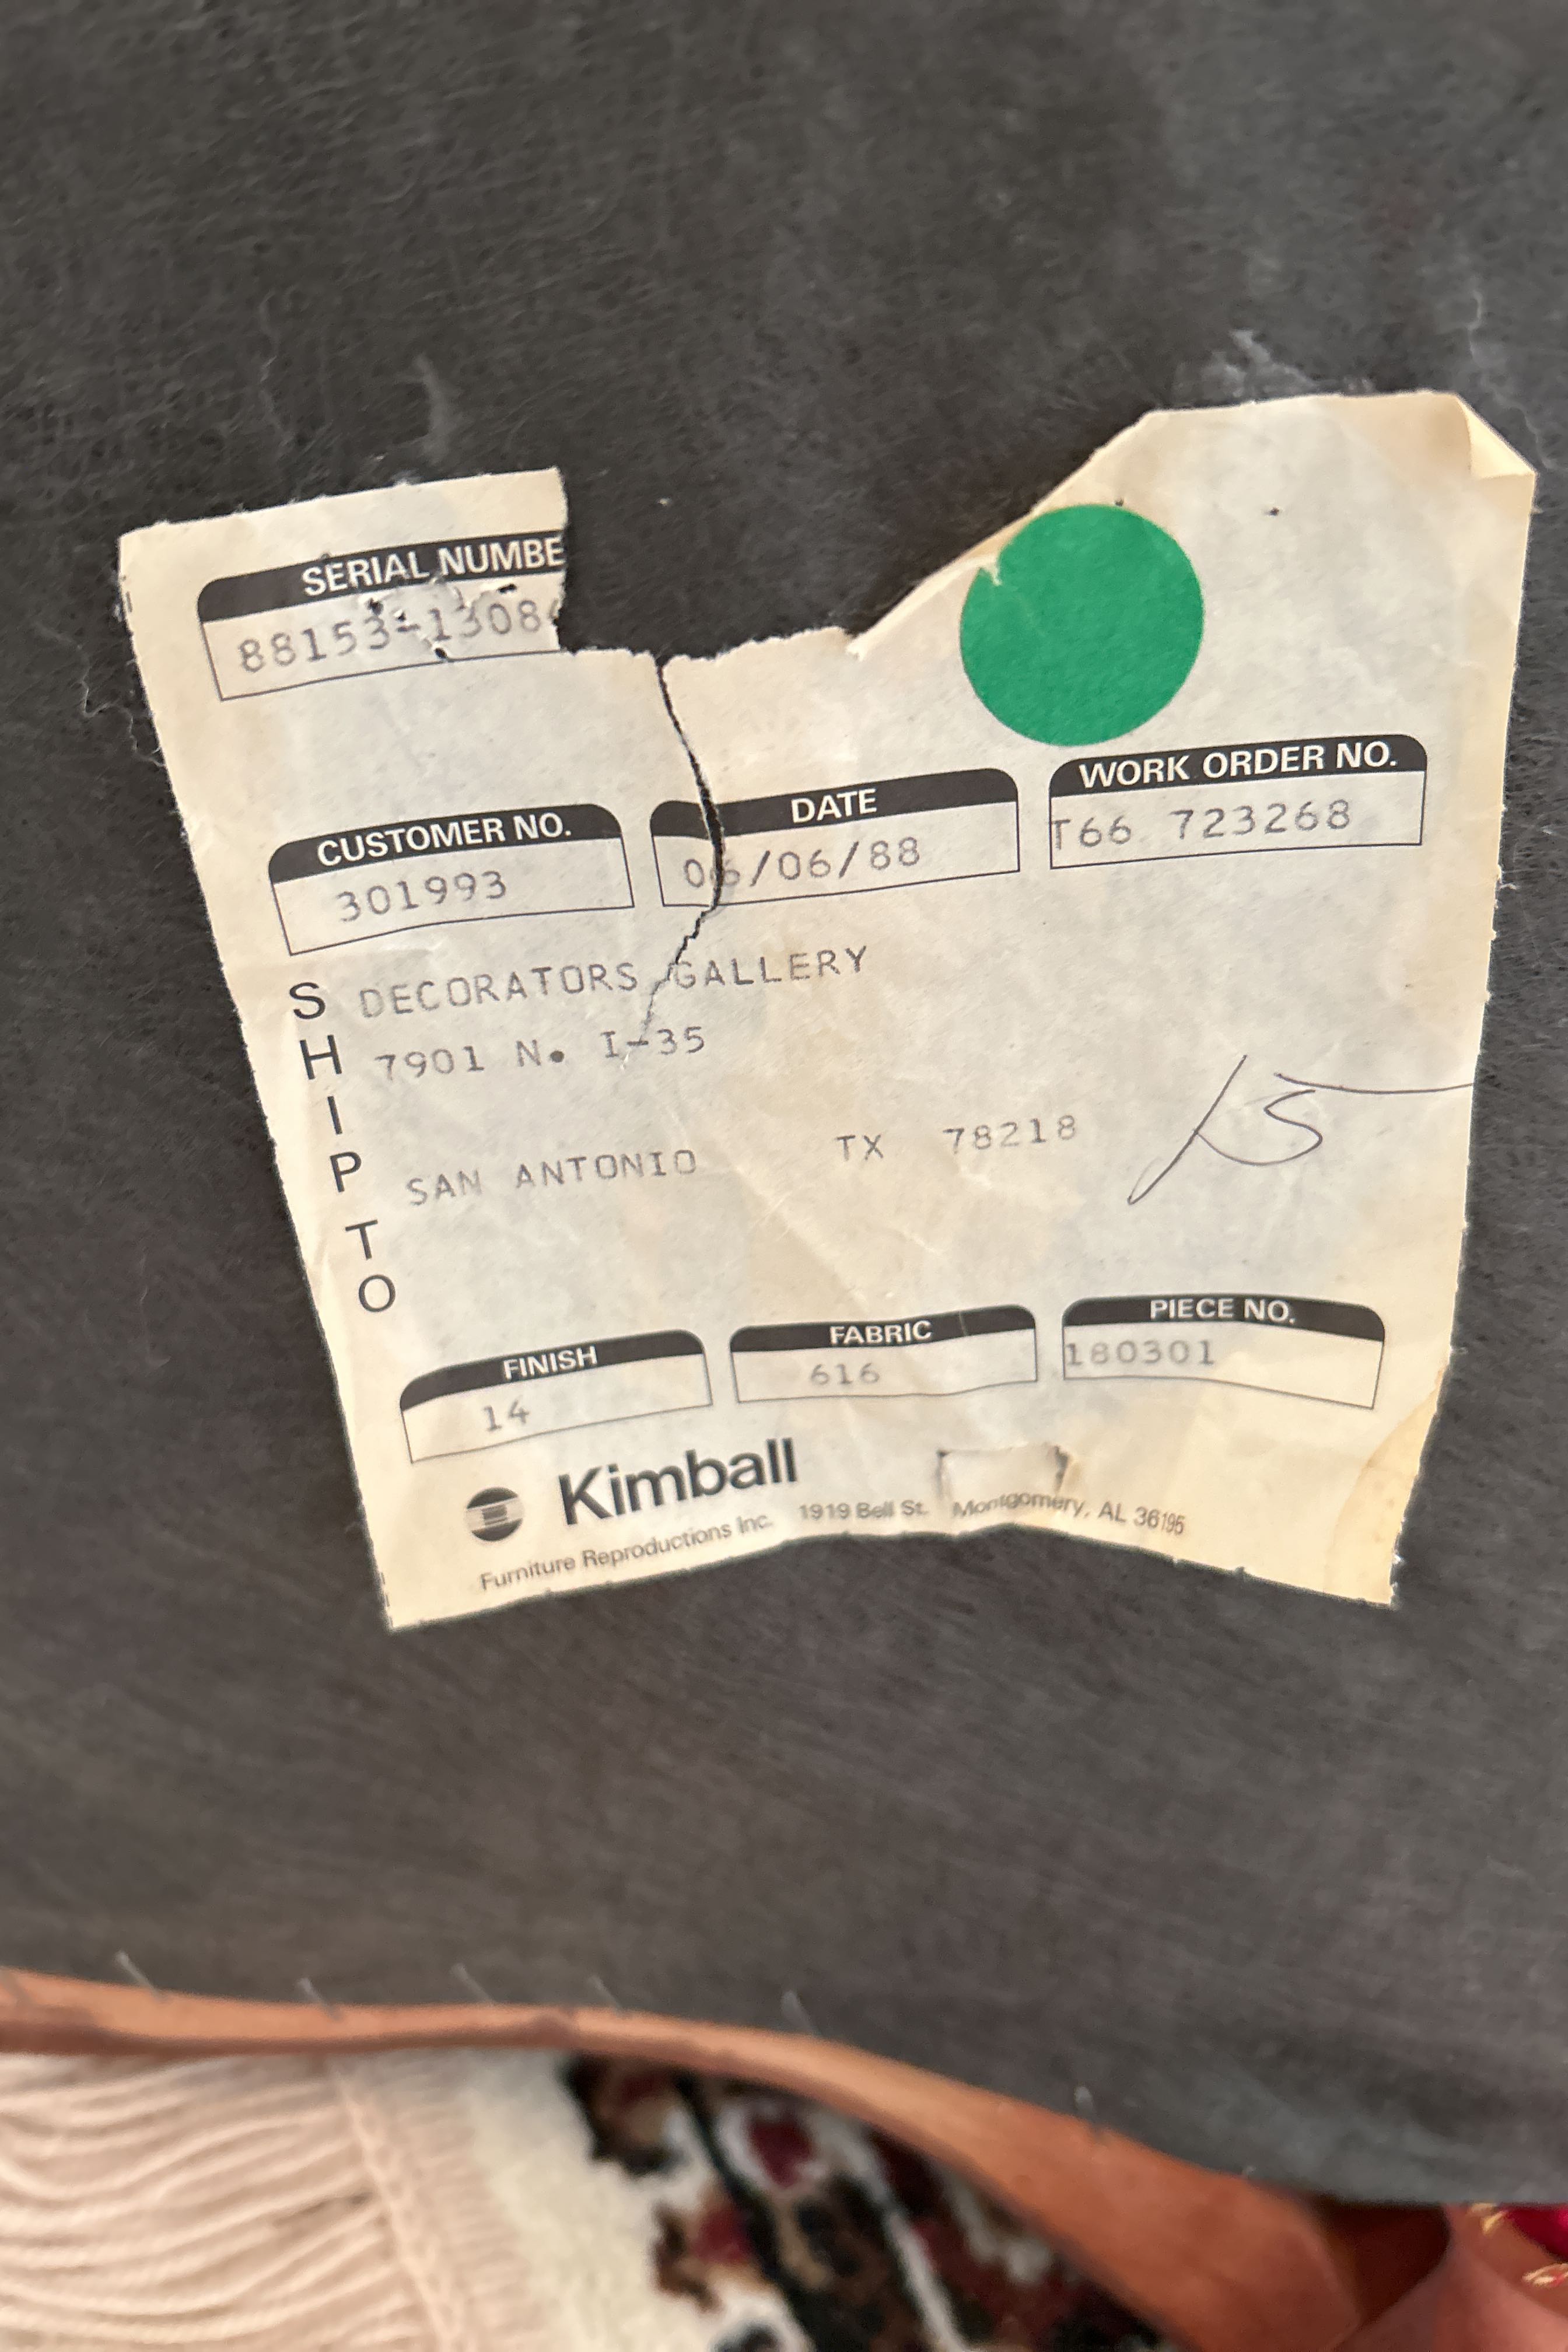 SERIAL NUMBE
88153-1308
CUSTOMER NO.
301993
DATE
06/06/88
WORK ORDER NO.
T66 723268
SHIP TO
DECORATORS GALLERY
7901 N. I-35
SAN ANTONIO TX 78218
FINISH
14
FABRIC
616
PIECE NO.
180301
Kimball
Furniture Reproductions Inc. 1919 Bell St. Montgomery, AL 36195